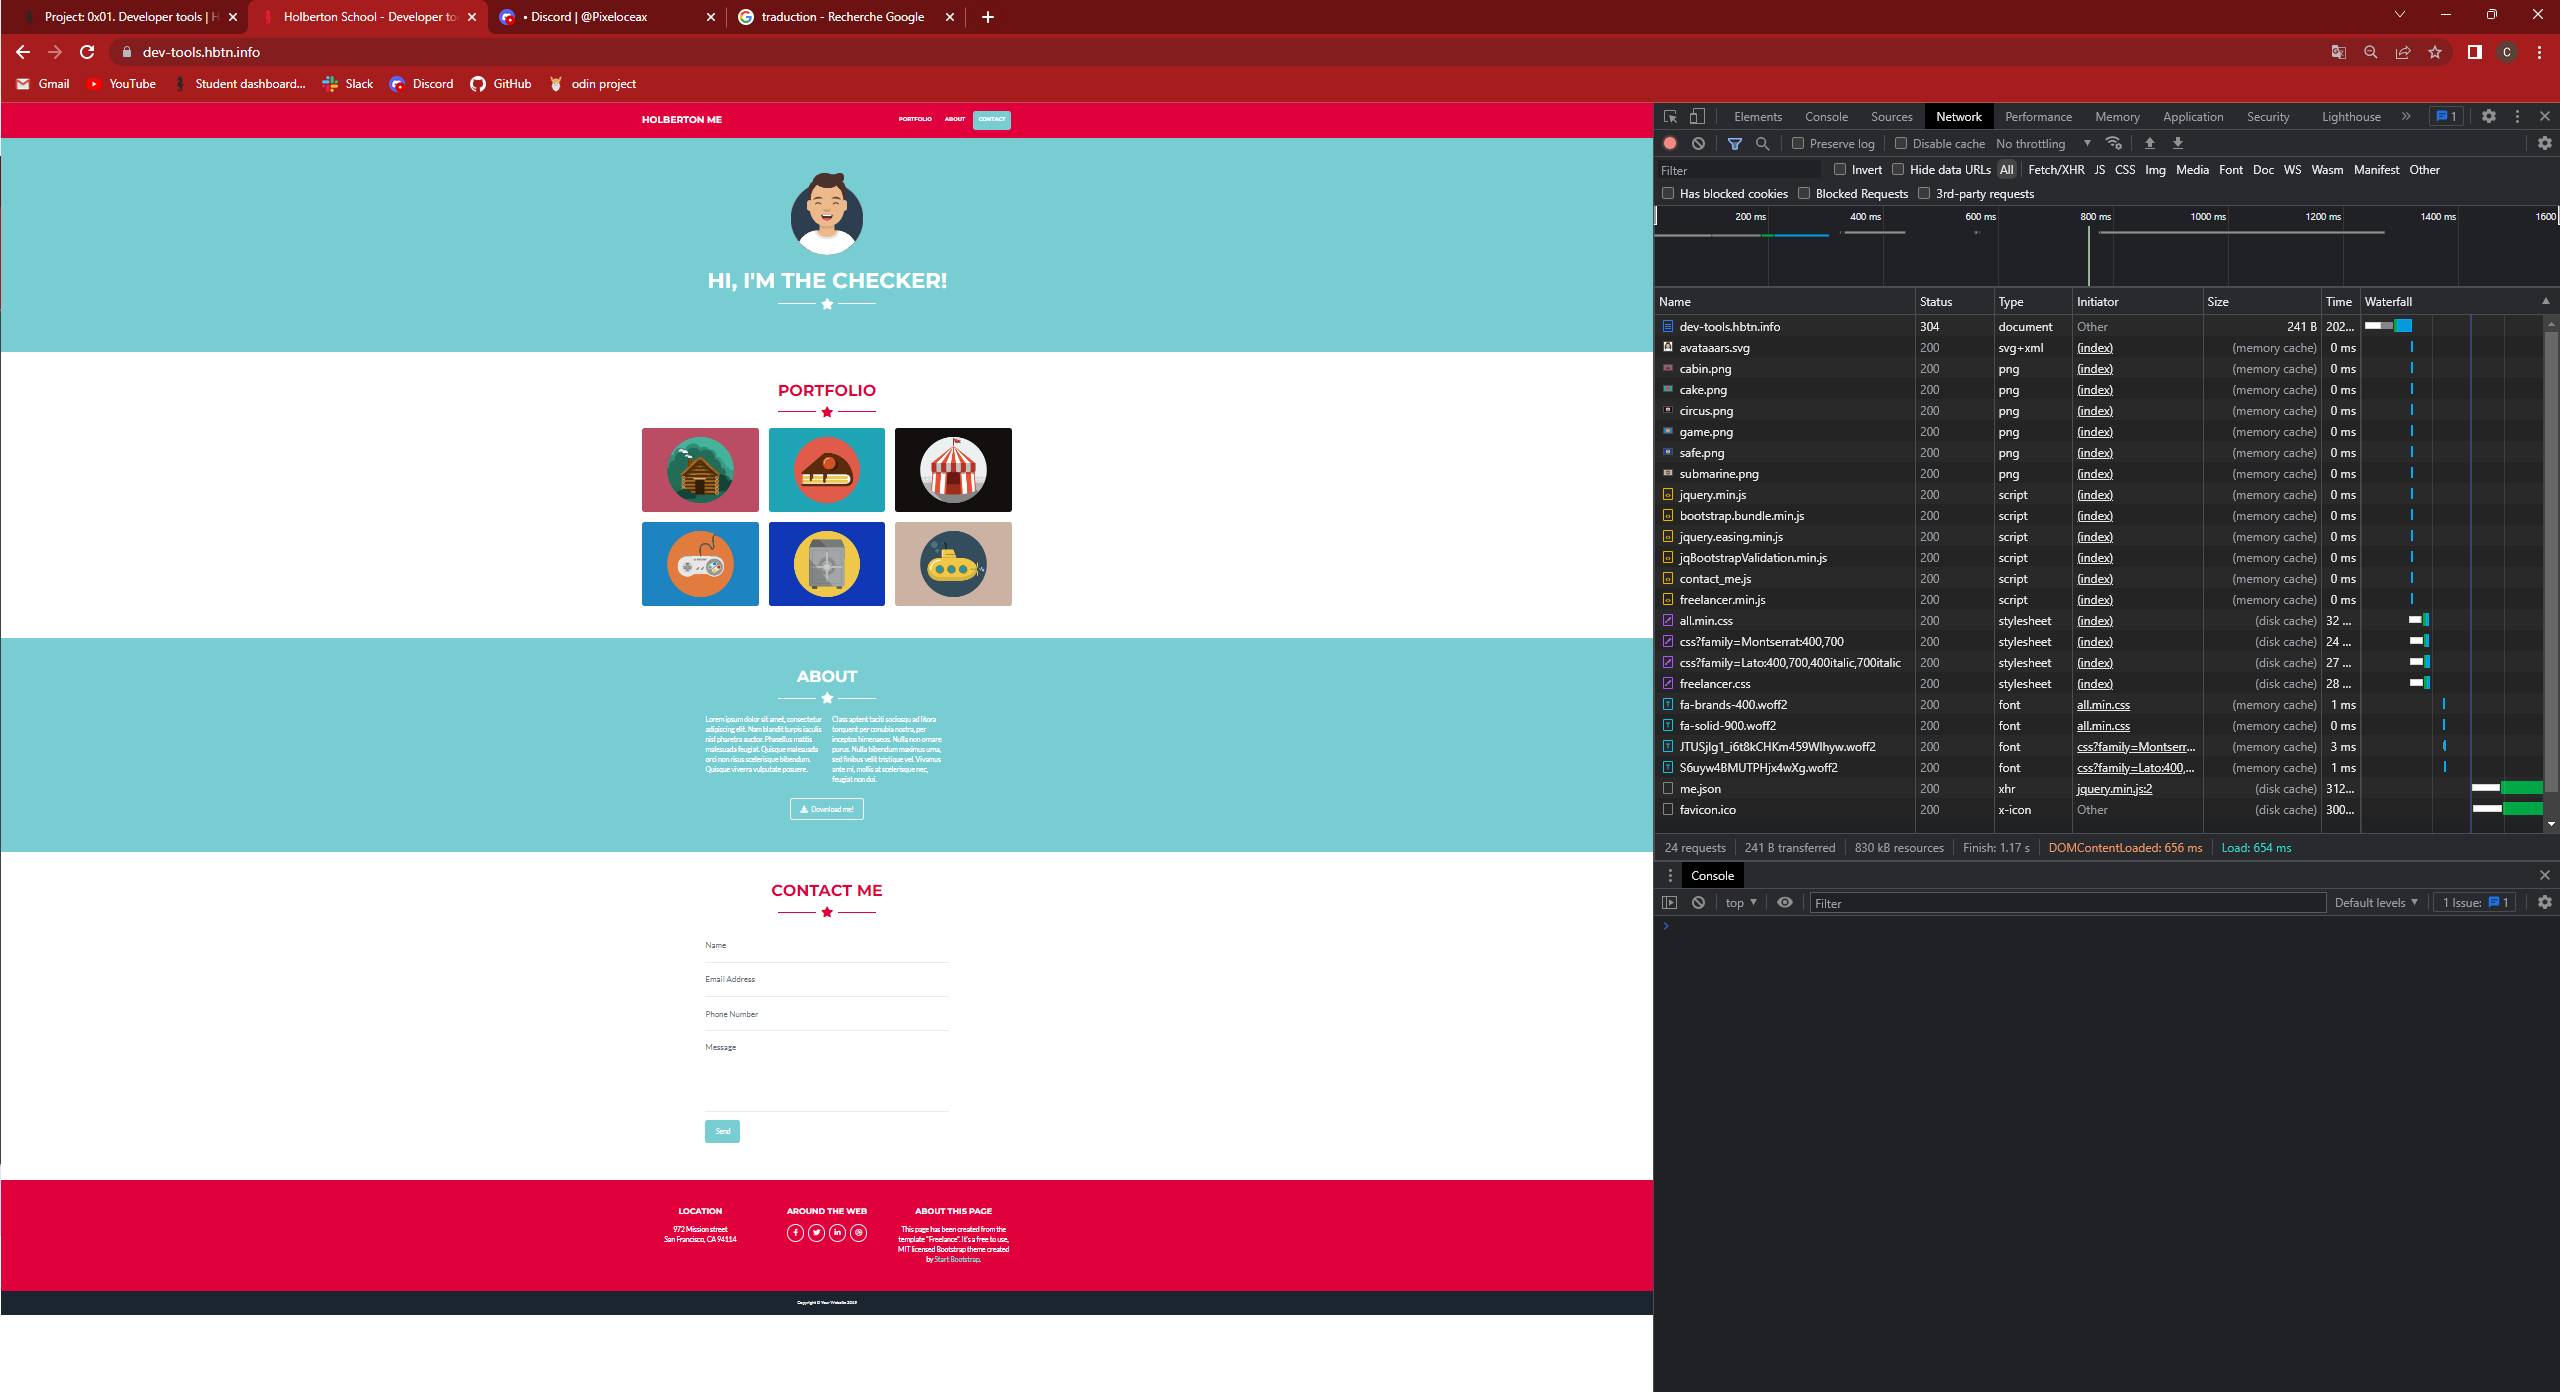 Project: 0x01. Developer tools | H
Holberton School - Developer to
• Discord | @Pixeloceax
traduction - Recherche Google
dev-tools.hbtn.info
C
Gmail
YouTube
Student dashboard...
Slack
Discord
GitHub
odin project
HOLBERTON ME
PORTFOLIO
ABOUT
CONTACT
HI, I'M THE CHECKER!
PORTFOLIO
ABOUT
Lorem ipsum dolor sit amet, consectetur
adipiscing elit. Nam blandit turpis iaculis
nisl pharetra auctor. Phasellus mattis
malesuada feugiat. Quisque malesuada
orci non risus scelerisque bibendum.
Quisque viverra vulputate posuere.
Class aptent taciti sociosqu ad litora
torquent per conubia nostra, per
inceptos himenaeos. Nulla non ornare
purus. Nulla bibendum maximus urna,
sed finibus velit tristique vel. Vivamus
ante mi, mollis at scelerisque nec,
feugiat non dui.
Download me!
CONTACT ME
Name
Email Address
Phone Number
Message
Send
LOCATION
972 Mission street
San Francisco, CA 94114
AROUND THE WEB
ABOUT THIS PAGE
This page has been created from the
template "Freelance". It's a free to use,
MIT licensed Bootstrap theme created
by Start Bootstrap.
Copyright © Your Website 2019
Elements Console Sources Network Performance Memory Application Security Lighthouse » 1
Preserve log Disable cache No throttling
Filter Invert Hide data URLs All Fetch/XHR JS CSS Img Media Font Doc WS Wasm Manifest Other
Has blocked cookies Blocked Requests 3rd-party requests
200 ms 400 ms 600 ms 800 ms 1000 ms 1200 ms 1400 ms 1600
Name Status Type Initiator Size Time Waterfall
dev-tools.hbtn.info 304 document Other 241 B 202...
avataaars.svg 200 svg+xml (index) (memory cache) 0 ms
cabin.png 200 png (index) (memory cache) 0 ms
cake.png 200 png (index) (memory cache) 0 ms
circus.png 200 png (index) (memory cache) 0 ms
game.png 200 png (index) (memory cache) 0 ms
safe.png 200 png (index) (memory cache) 0 ms
submarine.png 200 png (index) (memory cache) 0 ms
jquery.min.js 200 script (index) (memory cache) 0 ms
bootstrap.bundle.min.js 200 script (index) (memory cache) 0 ms
jquery.easing.min.js 200 script (index) (memory cache) 0 ms
jqBootstrapValidation.min.js 200 script (index) (memory cache) 0 ms
contact_me.js 200 script (index) (memory cache) 0 ms
freelancer.min.js 200 script (index) (memory cache) 0 ms
all.min.css 200 stylesheet (index) (disk cache) 32 ...
css?family=Montserrat:400,700 200 stylesheet (index) (disk cache) 24 ...
css?family=Lato:400,700,400italic,700italic 200 stylesheet (index) (disk cache) 27 ...
freelancer.css 200 stylesheet (index) (disk cache) 28 ...
fa-brands-400.woff2 200 font all.min.css (memory cache) 1 ms
fa-solid-900.woff2 200 font all.min.css (memory cache) 0 ms
JTUSjIg1_i6t8kCHKm459Wlhyw.woff2 200 font css?family=Montserr... (memory cache) 3 ms
S6uyw4BMUTPHjx4wXg.woff2 200 font css?family=Lato:400,... (memory cache) 1 ms
me.json 200 xhr jquery.min.js:2 (disk cache) 312...
favicon.ico 200 x-icon Other (disk cache) 300...
24 requests 241 B transferred 830 kB resources Finish: 1.17 s DOMContentLoaded: 656 ms Load: 654 ms
Console
top Filter Default levels 1 Issue: 1